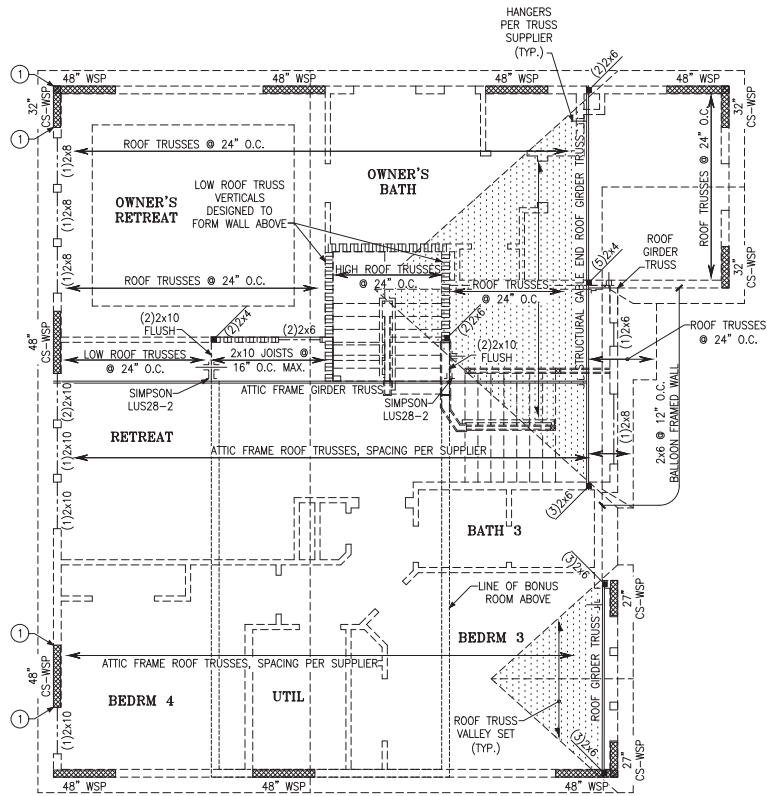 HANGERS
PER TRUSS
SUPPLIER
(TYP.)
(2)2x6
1
48" WSP
48" WSP
48" WSP
48" WSP
32"
CS-WSP
32"
CS-WSP
1
ROOF TRUSSES @ 24" O.C.
(1)2x8
OWNER'S
BATH
LOW ROOF TRUSS
VERTICALS
DESIGNED TO
FORM WALL ABOVE
OWNER'S
RETREAT
(1)2x8
STRUCTURAL GABLE END ROOF GIRDER TRUSS
ROOF TRUSSES @ 24" O.C.
ROOF
GIRDER
TRUSS
(5)2x4
32"
CS-WSP
(1)2x8
HIGH ROOF TRUSSES
@ 24" O.C.
ROOF TRUSSES @ 24" O.C.
ROOF TRUSSES
@ 24" O.C.
(2)2x10
FLUSH
(2)2x4
(2)2x6
(2)2x6
(2)2x10
FLUSH
(1)2x6
ROOF TRUSSES
@ 24" O.C.
48"
CS-WSP
LOW ROOF TRUSSES
@ 24" O.C.
2x10 JOISTS @
16" O.C. MAX.
ATTIC FRAME GIRDER TRUSS
SIMPSON
LUS28-2
SIMPSON
LUS28-2
(2)2x10
RETREAT
(1)2x8
2x6 @ 12" O.C.
BALLOON FRAMED WALL
(1)2x10
ATTIC FRAME ROOF TRUSSES, SPACING PER SUPPLIER
(1)2x10
(3)2x6
BATH 3
(3)2x6
LINE OF BONUS
ROOM ABOVE
27"
CS-WSP
1
BEDRM 3
ROOF GIRDER TRUSS
48"
CS-WSP
ATTIC FRAME ROOF TRUSSES, SPACING PER SUPPLIER
BEDRM 4
UTIL
1
(1)2x10
ROOF TRUSS
VALLEY SET
(TYP.)
(3)2x6
27"
CS-WSP
48" WSP
48" WSP
48" WSP